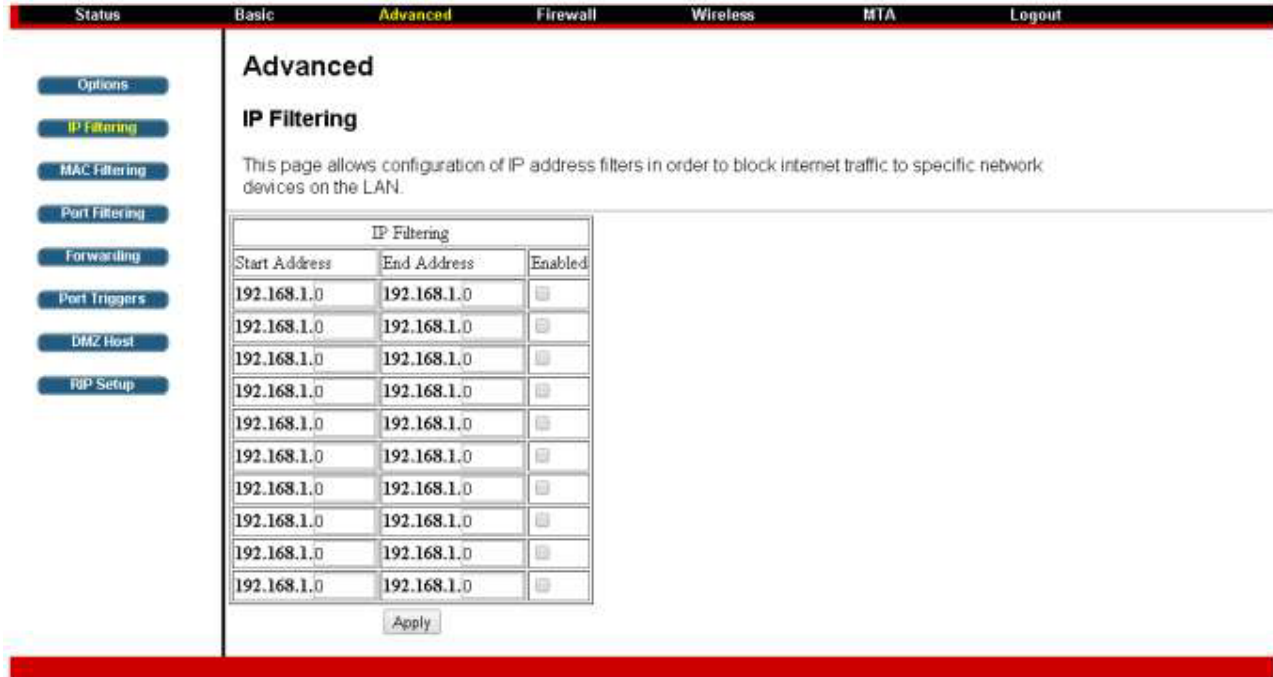 Status Basic Advanced Firewall Wireless MTA Logout
Options
IP Filtering
MAC Filtering
Port Filtering
Forwarding
Port Triggers
DMZ Host
RIP Setup
Advanced
IP Filtering
This page allows configuration of IP address filters in order to block internet traffic to specific network
devices on the LAN.
IP Filtering
Start Address End Address Enabled
192.168.1.0 192.168.1.0
192.168.1.0 192.168.1.0
192.168.1.0 192.168.1.0
192.168.1.0 192.168.1.0
192.168.1.0 192.168.1.0
192.168.1.0 192.168.1.0
192.168.1.0 192.168.1.0
192.168.1.0 192.168.1.0
192.168.1.0 192.168.1.0
192.168.1.0 192.168.1.0
Apply